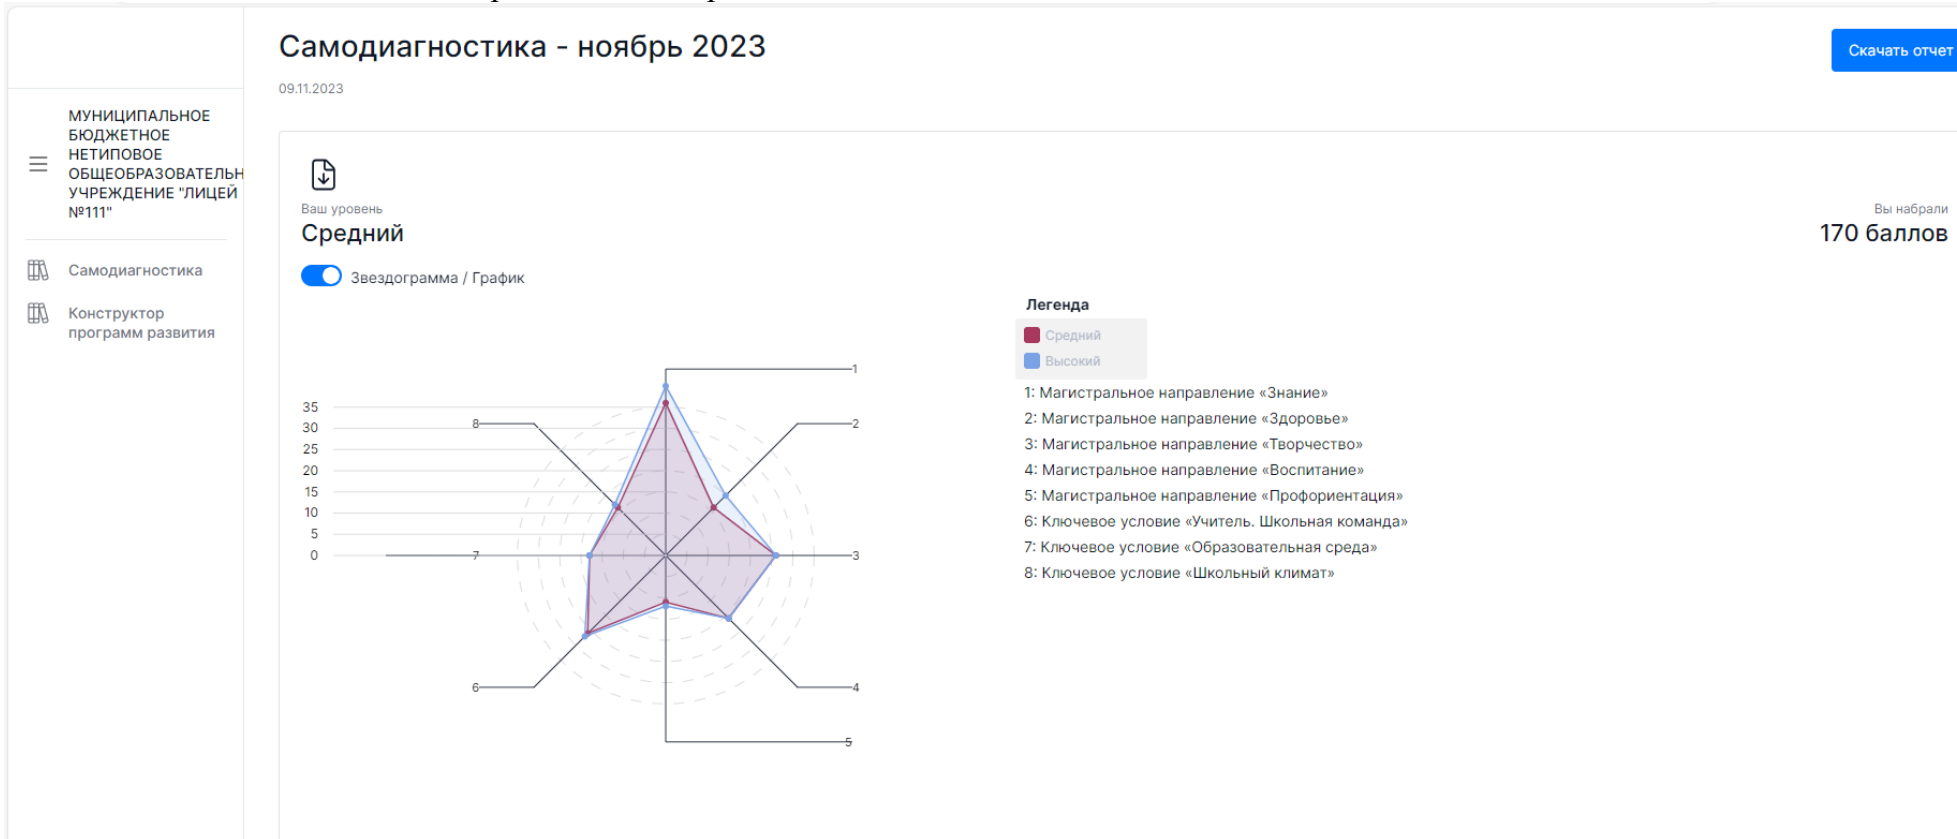 Самодиагностика - ноябрь 2023
Скачать отчет
09.11.2023
МУНИЦИПАЛЬНОЕ
БЮДЖЕТНОЕ
НЕТИПОВОЕ
ОБЩЕОБРАЗОВАТЕЛЬН
УЧРЕЖДЕНИЕ "ЛИЦЕЙ
№111"
Самодиагностика
Конструктор
программ развития
Ваш уровень
Средний
Вы набрали
170 баллов
Звездограмма / График
35
30
25
20
15
10
5
0
1
2
3
4
5
6
7
8
Легенда
Средний
Высокий
1: Магистральное направление «Знание»
2: Магистральное направление «Здоровье»
3: Магистральное направление «Творчество»
4: Магистральное направление «Воспитание»
5: Магистральное направление «Профориентация»
6: Ключевое условие «Учитель. Школьная команда»
7: Ключевое условие «Образовательная среда»
8: Ключевое условие «Школьный климат»